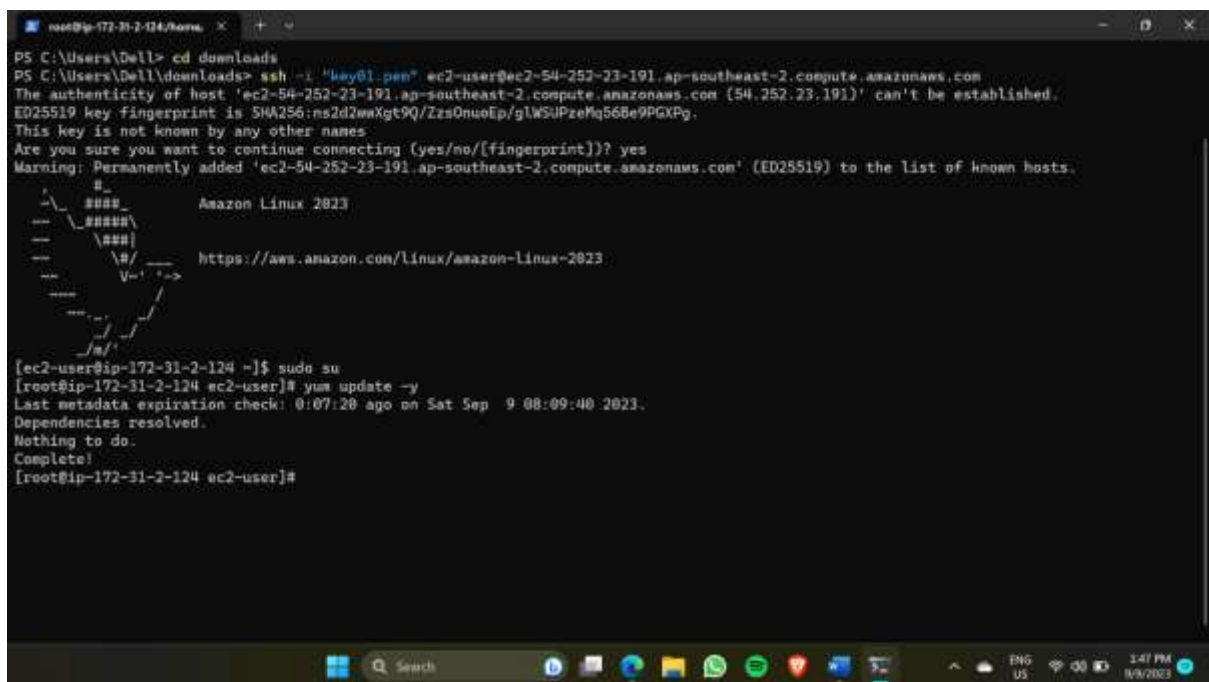 root@ip-172-31-2-124:/home.
PS C:\Users\Dell> cd downloads
PS C:\Users\Dell\downloads> ssh -i "key01.pem" ec2-user@ec2-54-252-23-191.ap-southeast-2.compute.amazonaws.com
The authenticity of host 'ec2-54-252-23-191.ap-southeast-2.compute.amazonaws.com (54.252.23.191)' can't be established.
ED25519 key fingerprint is
This key is not known by any other names
Are you sure you want to continue connecting (yes/no/[fingerprint])? yes
Warning: Permanently added 'ec2-54-252-23-191.ap-southeast-2.compute.amazonaws.com' (ED25519) to the list of known hosts.
Amazon Linux 2023
https://aws.amazon.com/linux/amazon-linux-2023
[ec2-user@ip-172-31-2-124 ~]$ sudo su
[root@ip-172-31-2-124 ec2-user]# yum update -y
Last metadata expiration check: 0:07:20 ago on Sat Sep  9 08:09:40 2023.
Dependencies resolved.
Nothing to do.
Complete!
[root@ip-172-31-2-124 ec2-user]#
Search
ENG
US
1:47 PM
9/9/2023